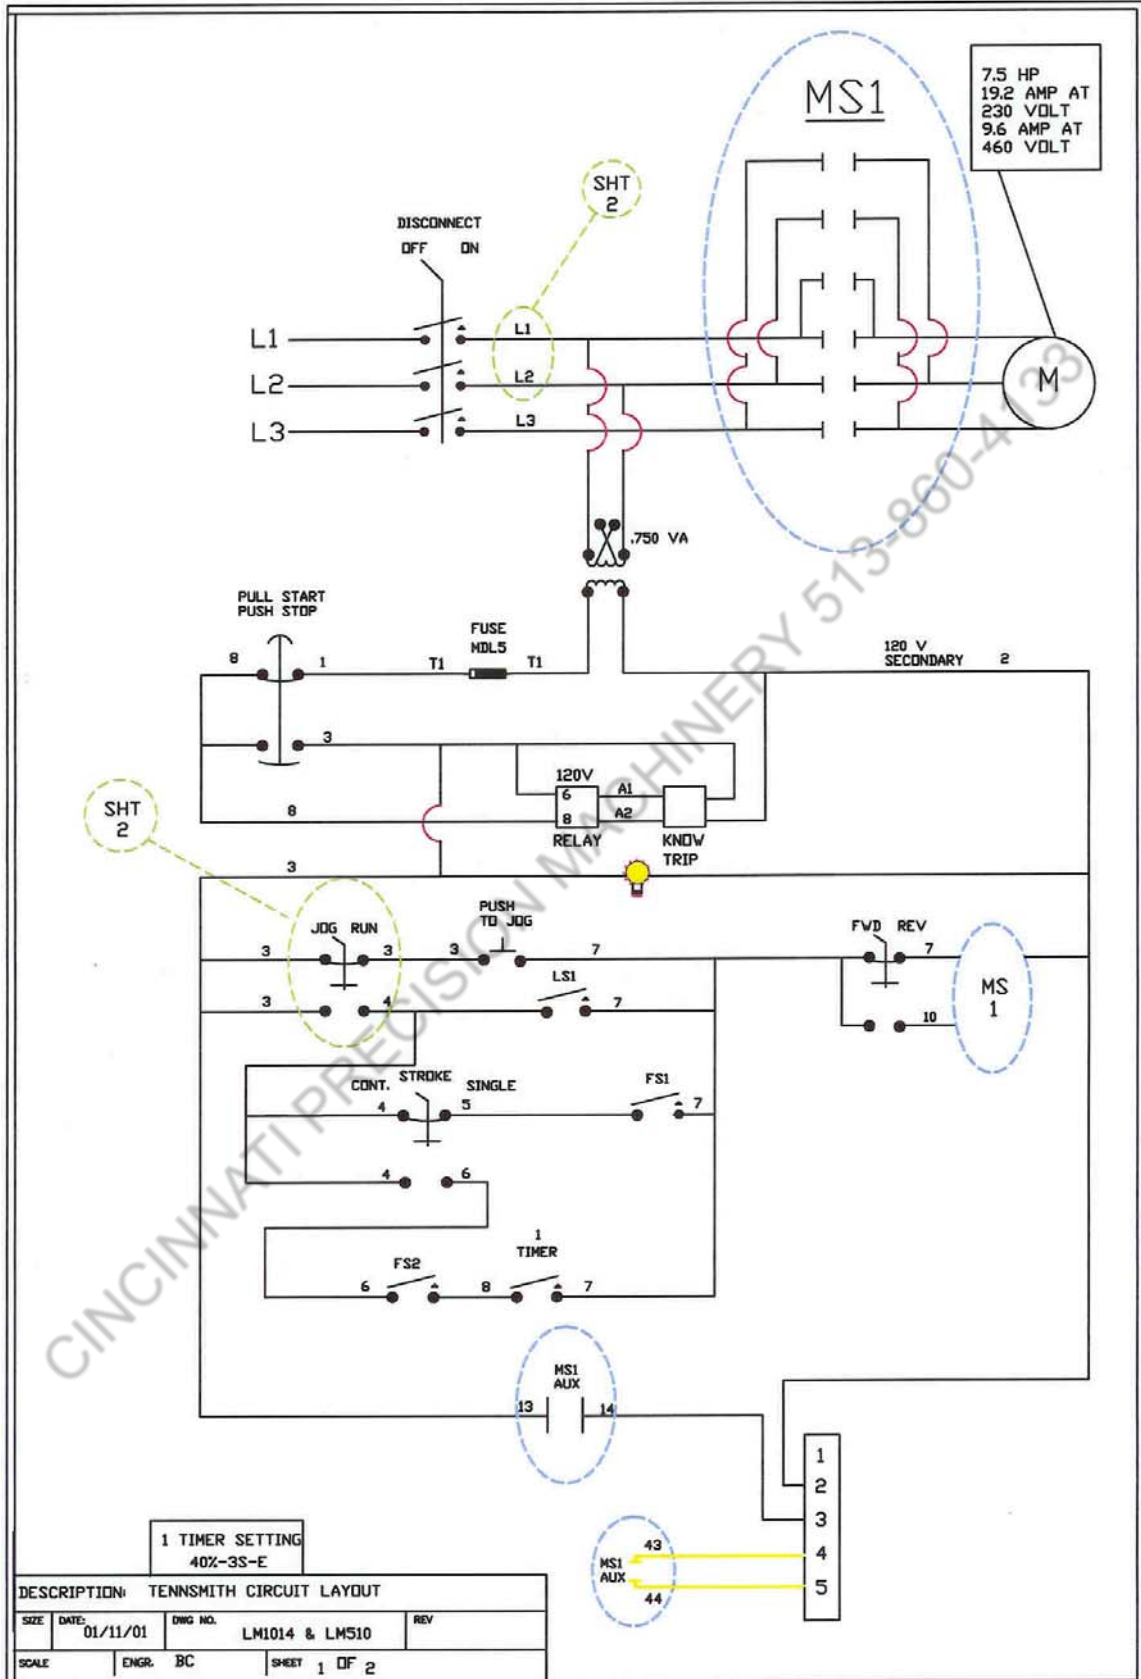 MS1
7.5 HP
19.2 AMP AT
230 VOLT
9.6 AMP AT
460 VOLT
SHT
2
DISCONNECT
OFF ON
L1
L1
L2
L2
L3
L3
M
.750 VA
PULL START
PUSH STOP
FUSE
MDL5
8
1
T1
T1
120 V
SECONDARY
2
3
120V
6
A1
8
A2
RELAY
KNOW
TRIP
SHT
2
8
3
JOG RUN
PUSH
TO JOG
FWD REV
3
3
3
7
7
MS
1
LS1
3
4
7
10
CONT.
STROKE
SINGLE
FS1
4
5
7
4
6
1
TIMER
FS2
6
8
7
MS1
AUX
13
14
1
2
3
4
5
43
MS1
AUX
44
1 TIMER SETTING
40%-3S-E
DESCRIPTION: TENNSMITH CIRCUIT LAYOUT
SIZE
DATE:
01/11/01
DWG NO.
LM1014 & LM510
REV
SCALE
ENGR. BC
SHEET 1 OF 2
CINCINNATI PRECISION MACHINERY 513-860-4133